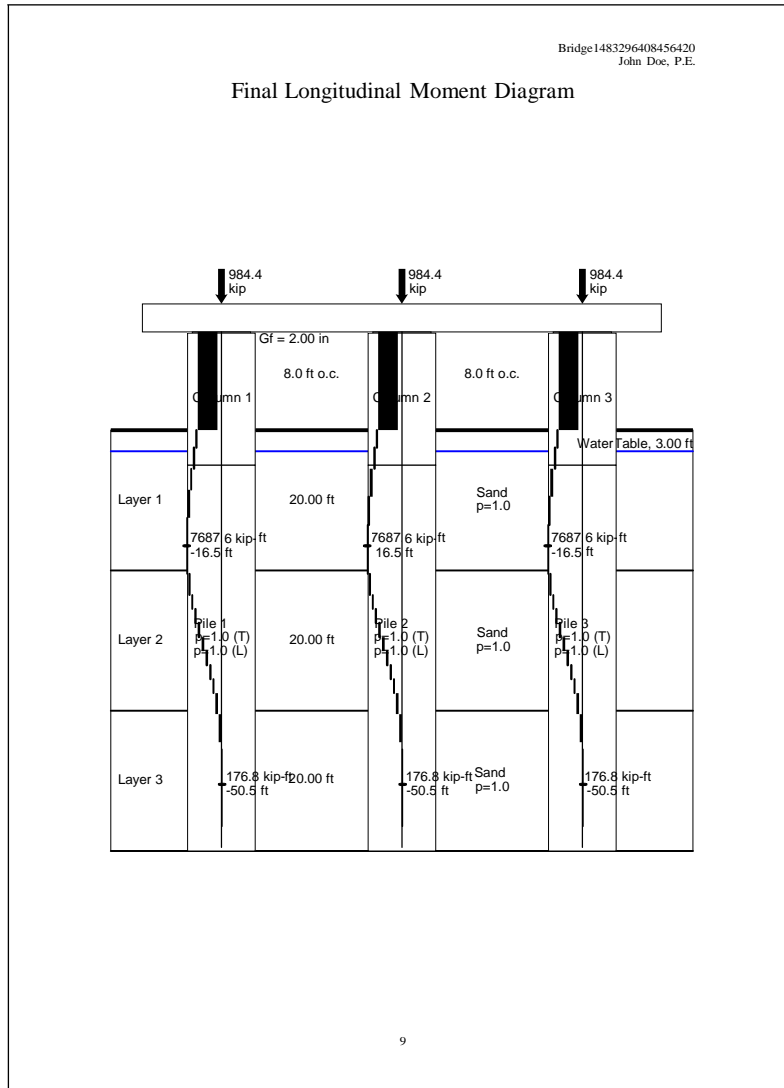 Bridge1483296408456420
John Doe, P.E.
Final Longitudinal Moment Diagram
984.4
kip
984.4
kip
984.4
kip
Gf = 2.00 in
8.0 ft o.c.
8.0 ft o.c.
Column 1
Column 2
Column 3
Water Table, 3.00 ft
Layer 1
20.00 ft
Sand
p=1.0
7687.6 kip-ft
-16.5 ft
7687.6 kip-ft
-16.5 ft
7687.6 kip-ft
-16.5 ft
Layer 2
Pile 1
p=1.0 (T)
p=1.0 (L)
20.00 ft
Pile 2
p=1.0 (T)
p=1.0 (L)
Sand
p=1.0
Pile 3
p=1.0 (T)
p=1.0 (L)
Layer 3
176.8 kip-ft
-50.5 ft
20.00 ft
176.8 kip-ft
-50.5 ft
Sand
p=1.0
176.8 kip-ft
-50.5 ft
9